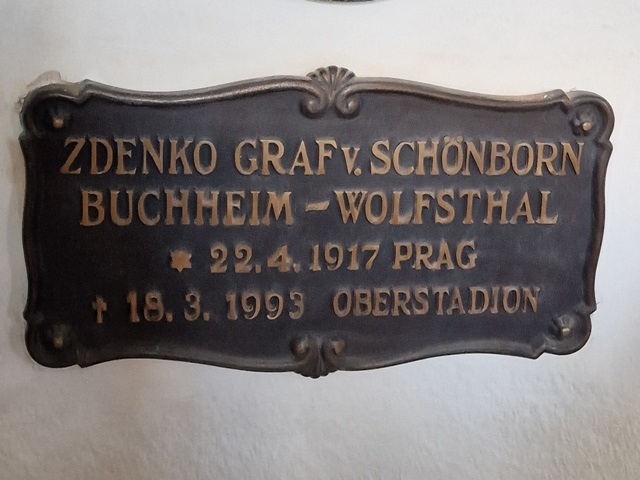 ZDENKO GRAF v. SCHÖNBORN
BUCHHEIM - WOLFSTHAL
* 22.4.1917 PRAG
† 18.3.1993 OBERSTADION